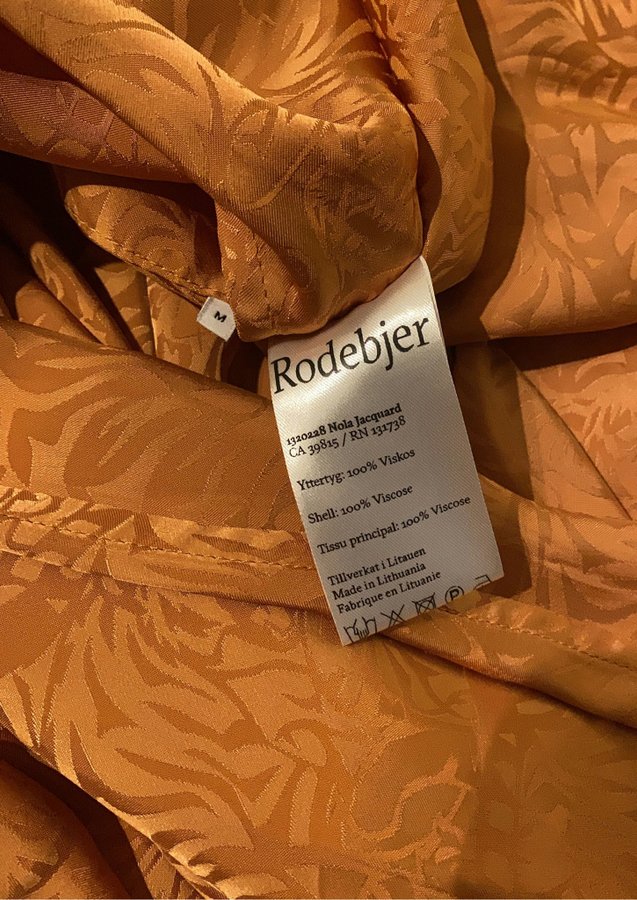 M
Rodebjer
1320228 Nola Jacquard
CA 39815 / RN 131738
Yttertyg: 100% Viskos
Shell: 100% Viscose
Tissu principal: 100% Viscose
Tillverkat i Litauen
Made in Lithuania
Fabrique en Lituanie
P